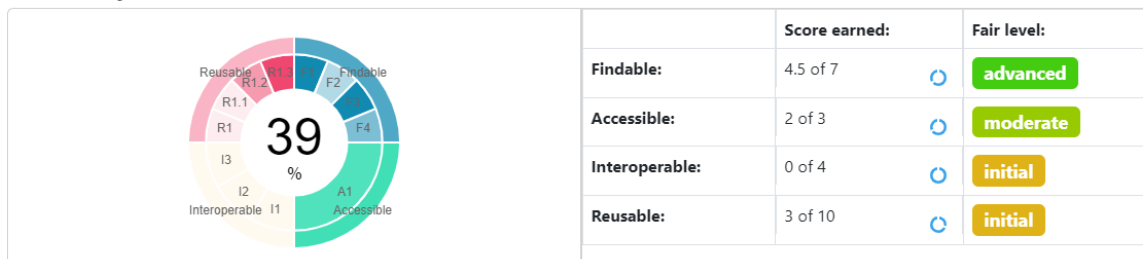 Score earned:
Fair level:
Findable:
4.5 of 7
advanced
Accessible:
2 of 3
moderate
Interoperable:
0 of 4
initial
Reusable:
3 of 10
initial
Reusable
Findable
R1.3
R1.2
F2
R1.1
R1
F4
39
%
I3
I2
I1
A1
Interoperable
Accessible